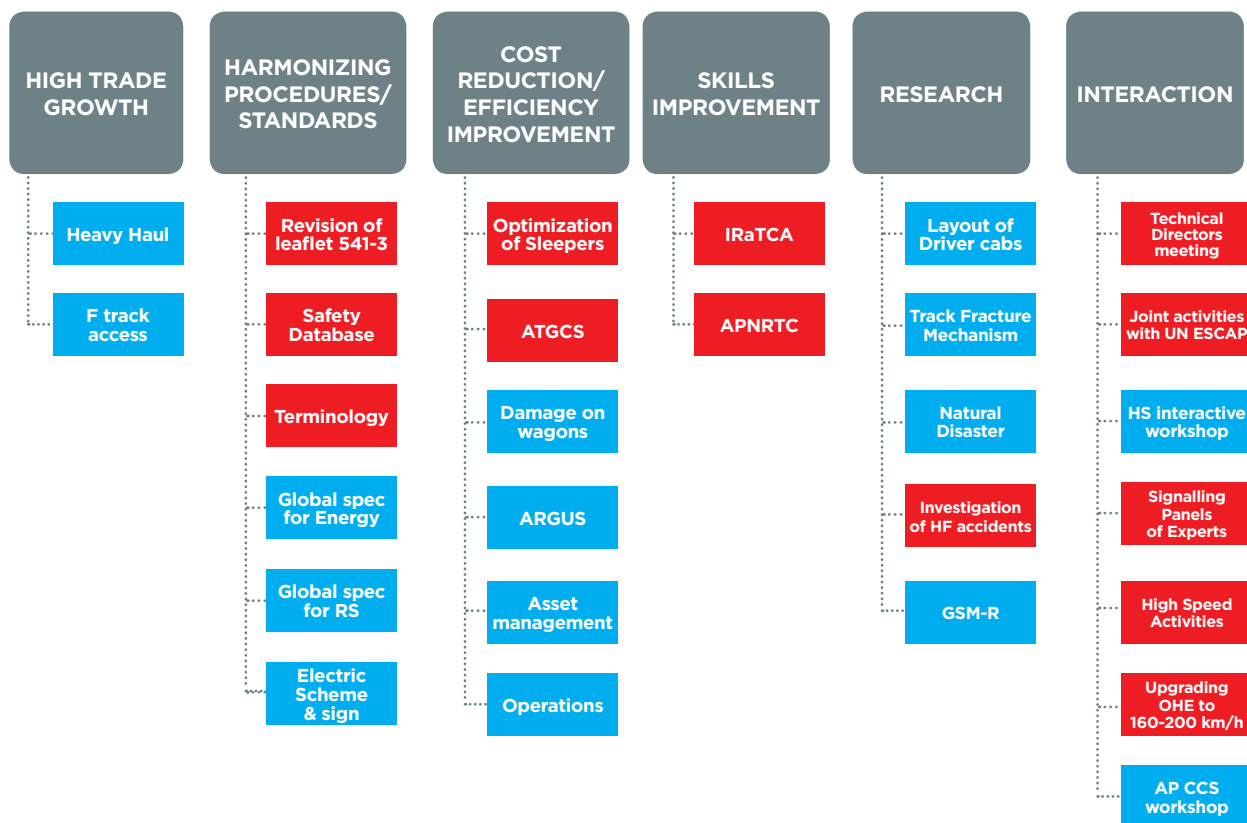 HIGH TRADE
GROWTH
Heavy Haul
F track
access
HARMONIZING
PROCEDURES/
STANDARDS
Revision of
leaflet 541-3
Safety
Database
Terminology
Global spec
for Energy
Global spec
for RS
Electric
Scheme
& sign
COST
REDUCTION/
EFFICIENCY
IMPROVEMENT
Optimization
of Sleepers
ATGCS
Damage on
wagons
ARGUS
Asset
management
Operations
SKILLS
IMPROVEMENT
IRaTCA
APNRTC
RESEARCH
Layout of
Driver cabs
Track Fracture
Mechanism
Natural
Disaster
Investigation
of HF accidents
GSM-R
INTERACTION
Technical
Directors
meeting
Joint activities
with UN ESCAP
HS interactive
workshop
Signalling
Panels
of Experts
High Speed
Activities
Upgrading
OHE to
160-200 km/h
AP CCS
workshop